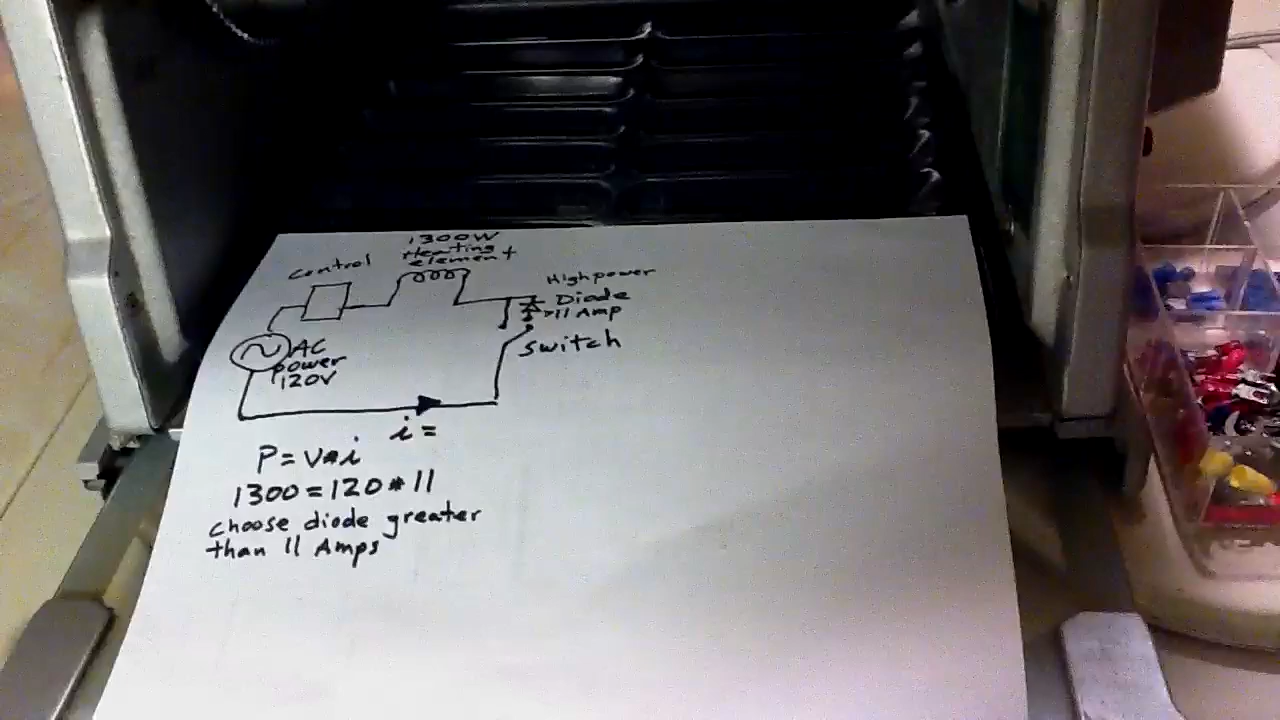 1300W
Heating
element
control
High power
Diode
>11 Amp
switch
AC
power
120V
i =
P=V*i
1300=120*11
choose diode greater
than 11 Amps